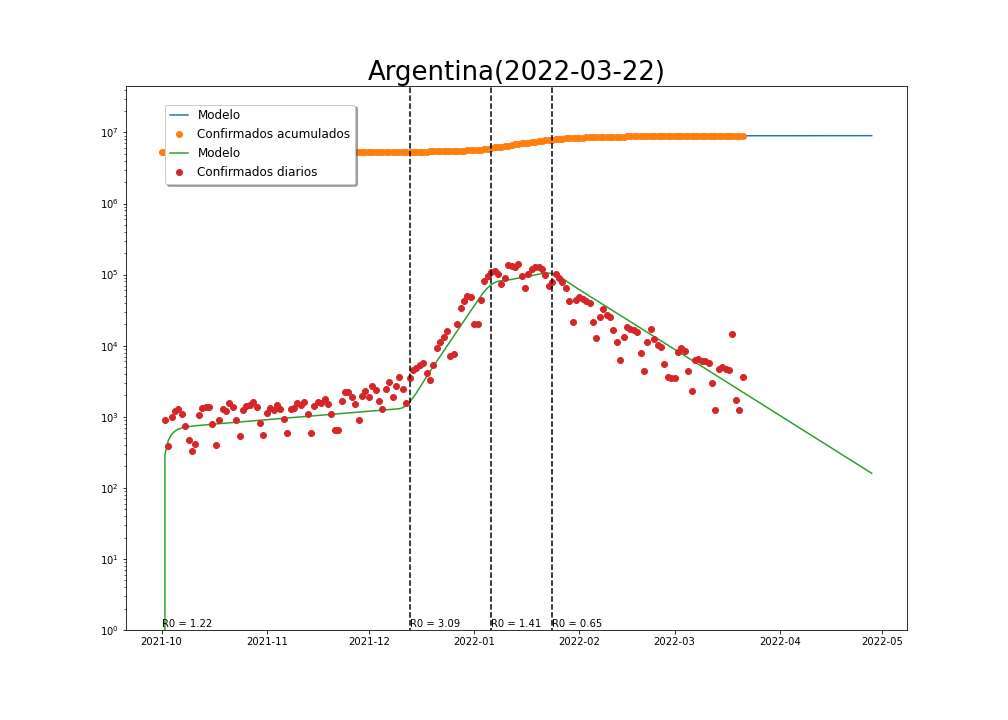 Argentina(2022-03-22)
Modelo
Confirmados acumulados
Modelo
Confirmados diarios
10⁷
10⁶
10⁵
10⁴
10³
10²
10¹
10⁰
R0 = 1.22 R0 = 3.09 R0 = 1.41 R0 = 0.65
2021-10 2021-11 2021-12 2022-01 2022-02 2022-03 2022-04 2022-05